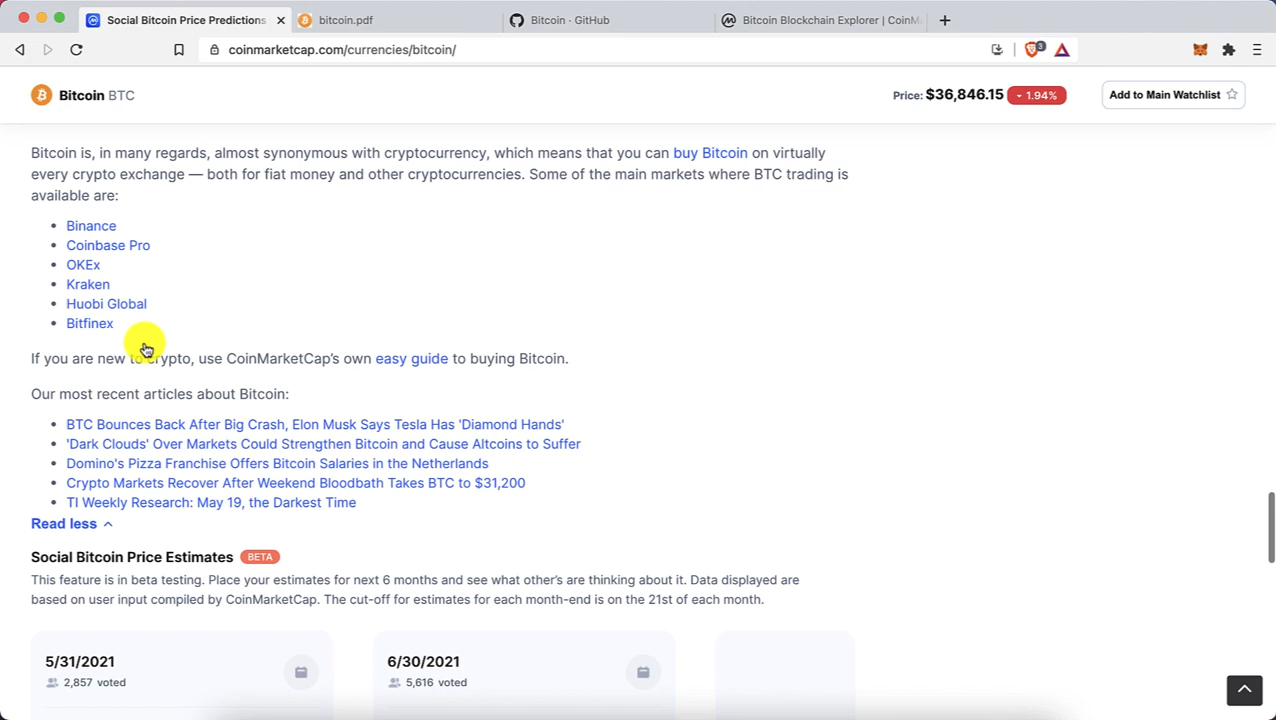 Social Bitcoin Price Predictions
bitcoin.pdf
Bitcoin · GitHub
Bitcoin Blockchain Explorer | CoinM
coinmarketcap.com/currencies/bitcoin/
3
Bitcoin BTC
Price: $36,846.15 1.94%
Add to Main Watchlist
Bitcoin is, in many regards, almost synonymous with cryptocurrency, which means that you can buy Bitcoin on virtually
every crypto exchange — both for fiat money and other cryptocurrencies. Some of the main markets where BTC trading is
available are:
• Binance
• Coinbase Pro
• OKEx
• Kraken
• Huobi Global
• Bitfinex
If you are new to crypto, use CoinMarketCap's own easy guide to buying Bitcoin.
Our most recent articles about Bitcoin:
• BTC Bounces Back After Big Crash, Elon Musk Says Tesla Has 'Diamond Hands'
• 'Dark Clouds' Over Markets Could Strengthen Bitcoin and Cause Altcoins to Suffer
• Domino's Pizza Franchise Offers Bitcoin Salaries in the Netherlands
• Crypto Markets Recover After Weekend Bloodbath Takes BTC to $31,200
• TI Weekly Research: May 19, the Darkest Time
Read less
Social Bitcoin Price Estimates BETA
This feature is in beta testing. Place your estimates for next 6 months and see what other's are thinking about it. Data displayed are
based on user input compiled by CoinMarketCap. The cut-off for estimates for each month-end is on the 21st of each month.
5/31/2021
2,857 voted
6/30/2021
5,616 voted